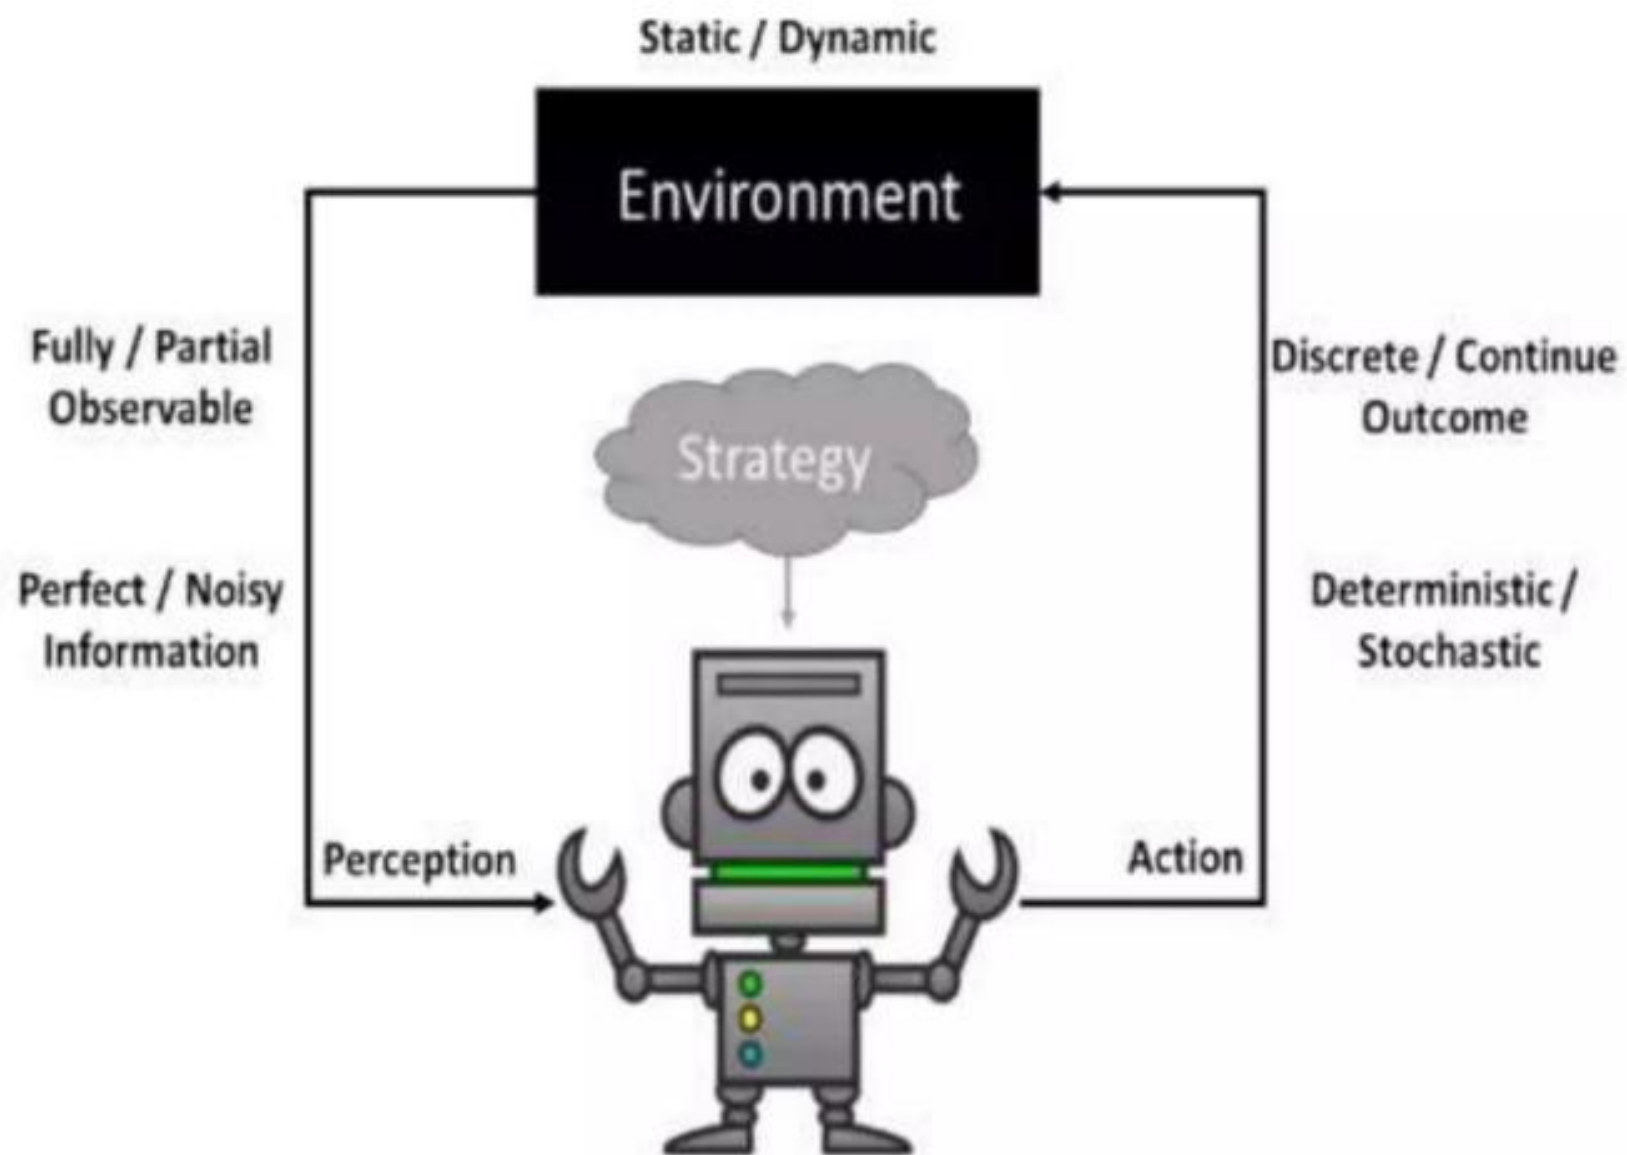 Static / Dynamic
Environment
Fully / Partial
Observable
Discrete / Continue
Outcome
Strategy
Perfect / Noisy
Information
Deterministic /
Stochastic
Perception
Action